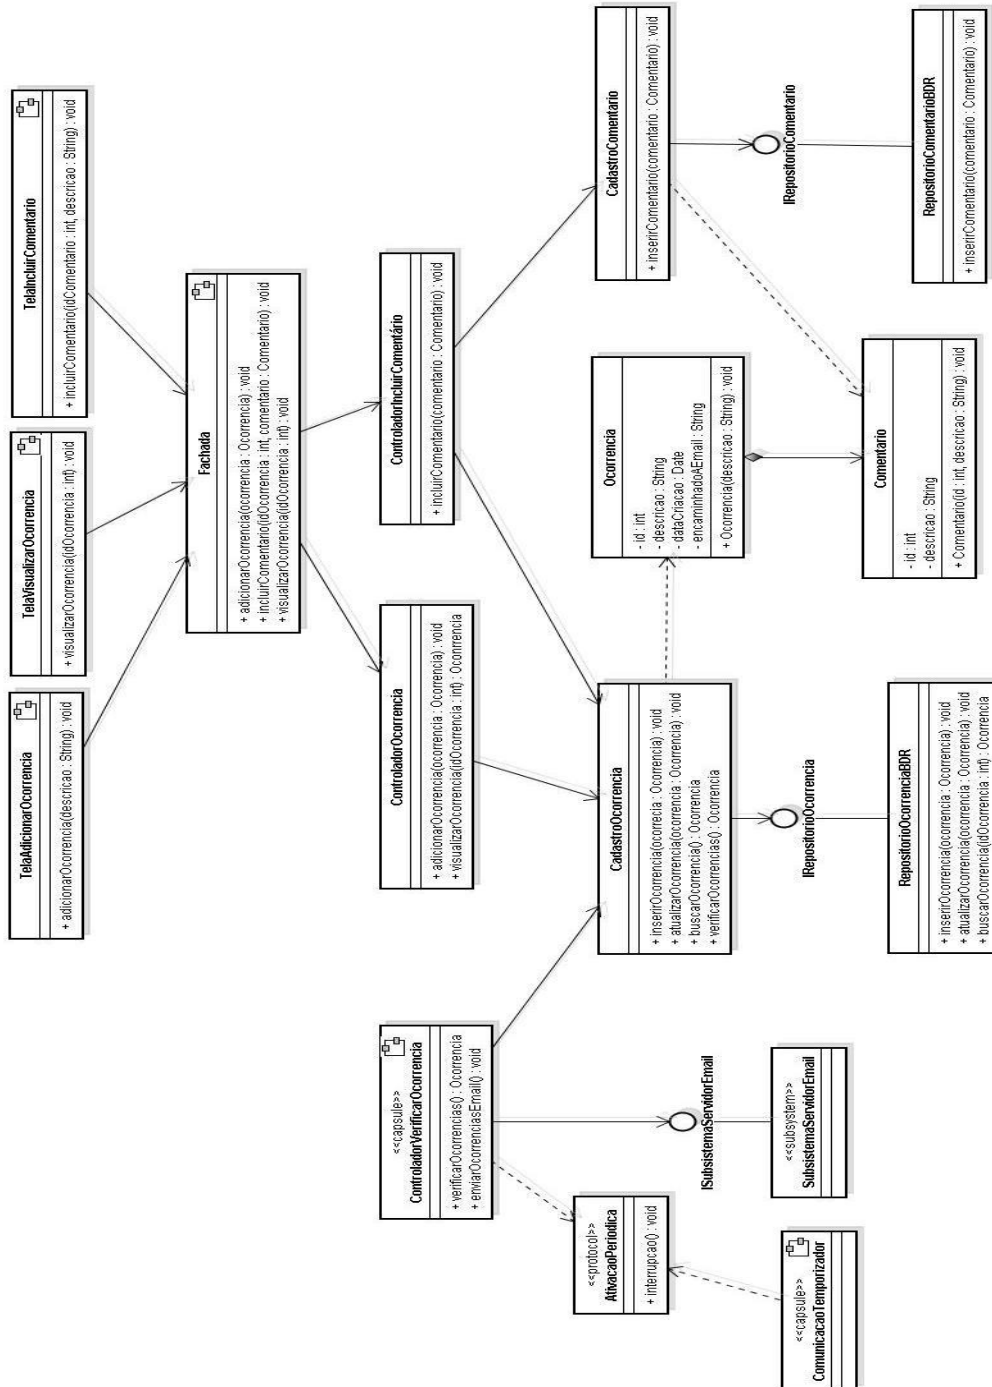 TelaAdicionarOcorrencia
+ adicionarOcorrencia(descricao : String) : void
TelaVisualizarOcorrencia
+ visualizarOcorrencia(idOcorrencia : int) : void
TelaIncluirComentario
+ incluirComentario(idComentario : int, descricao : String) : void
Fachada
+ adicionarOcorrencia(ocorrencia : Ocorrencia) : void
+ incluirComentario(idOcorrencia : int, comentario : Comentario) : void
+ visualizarOcorrencia(idOcorrencia : int) : void
<<capsule>>
ControladorVerificarOcorrencia
+ verificarOcorrencias() : Ocorrencia
+ enviarOcorrenciasEmail() : void
ControladorOcorrencia
+ adicionarOcorrencia(ocorrencia : Ocorrencia) : void
+ visualizarOcorrencia(idOcorrencia : int) : Ocorrencia
ControladorIncluirComentário
+ incluirComentario(comentario : Comentario) : void
<<protocol>>
AtivacaoPeriodica
+ interrupcao() : void
ISubsistemaServidorEmail
CadastroOcorrencia
+ inserirOcorrencia(ocorrecia : Ocorrencia) : void
+ atualizarOcorrencia(ocorrencia : Ocorrencia) : void
+ buscarOcorrencia() : Ocorrencia
+ verificarOcorrencias() : Ocorrencia
Ocorrencia
- id : int
- descricao : String
- dataCriacao : Date
- encaminhadoAEmail : String
+ Ocorrencia(descricao : String) : void
CadastroComentario
+ inserirComentario(comentario : Comentario) : void
<<capsule>>
ComunicacaoTemporizador
<<subsystem>>
SubsistemaServidorEmail
IRepositorioOcorrencia
IRepositorioComentario
RepositorioOcorrenciaBDR
+ inserirOcorrencia(ocorrencia : Ocorrencia) : void
+ atualizarOcorrencia(ocorrencia : Ocorrencia) : void
+ buscarOcorrencia(idOcorrencia : int) : Ocorrencia
Comentario
- id : int
- descricao : String
+ Comentario(id : int, descricao : String) : void
RepositorioComentarioBDR
+ inserirComentario(comentario : Comentario) : void